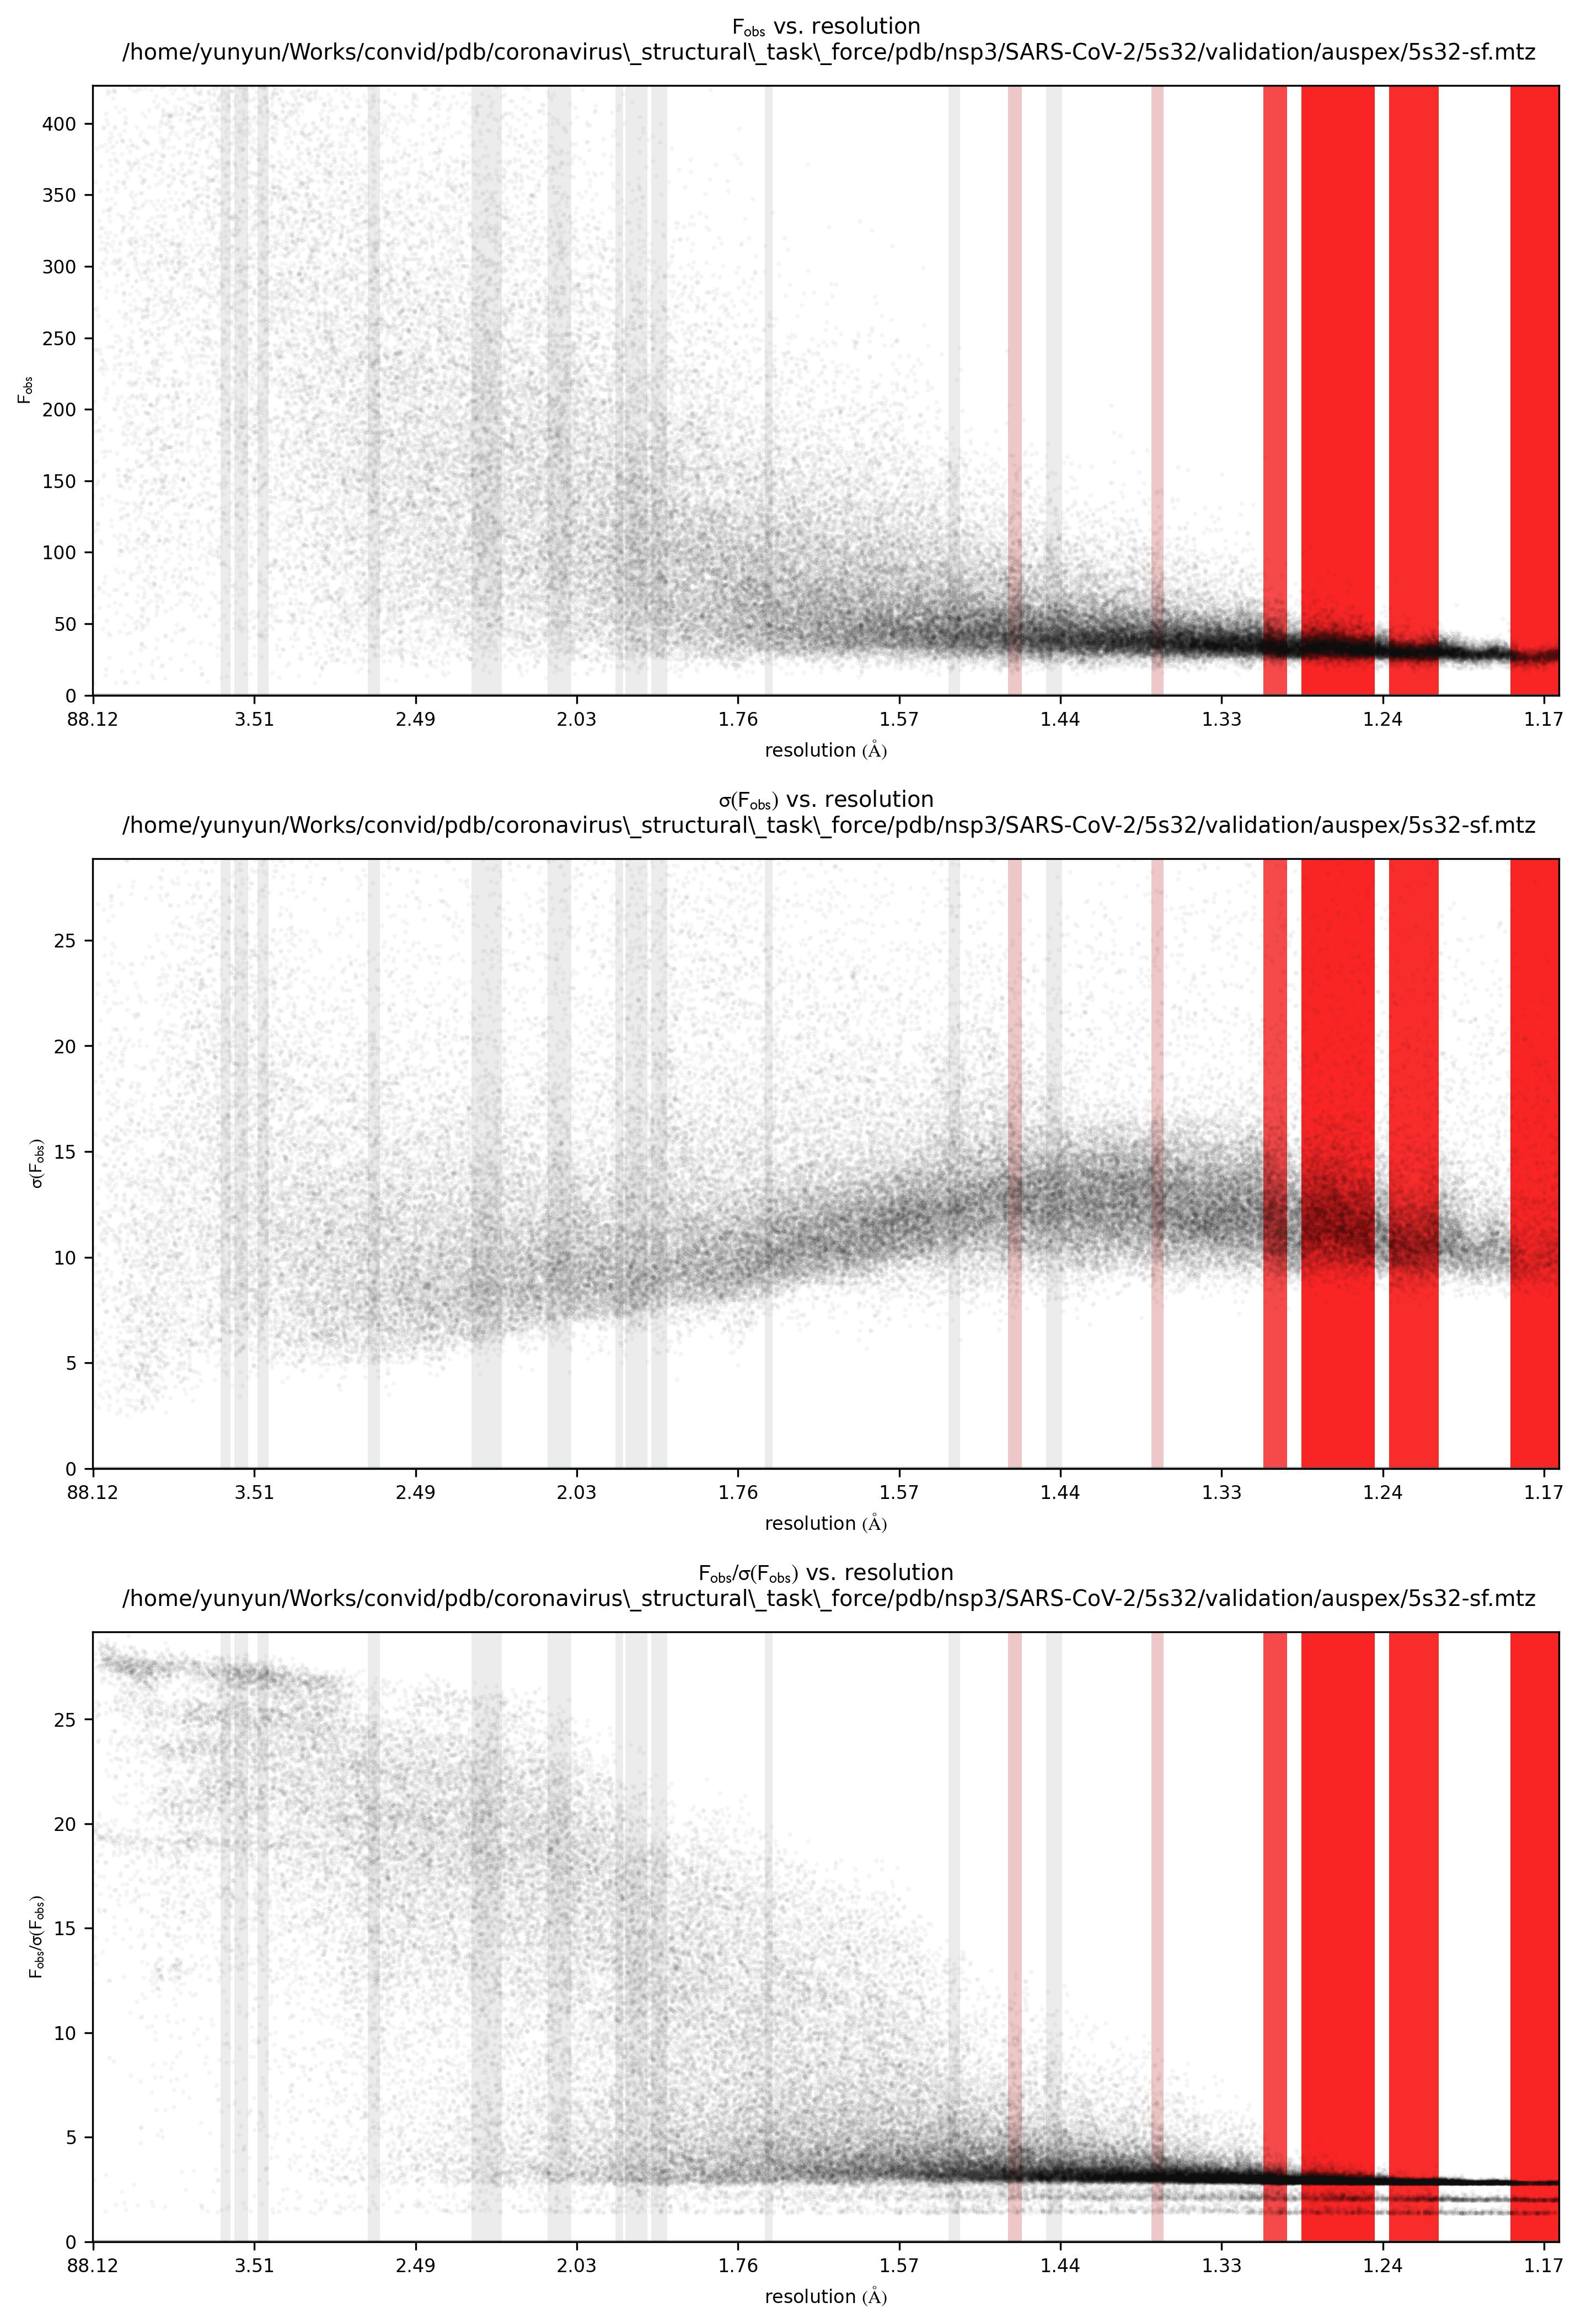 F_obs vs. resolution
/home/yunyun/Works/convid/pdb/coronavirus\_structural\_task\_force/pdb/nsp3/SARS-CoV-2/5s32/validation/auspex/5s32-sf.mtz
400
350
300
250
200
150
100
50
0
F_obs
88.12 3.51 2.49 2.03 1.76 1.57 1.44 1.33 1.24 1.17
resolution (Å)
σ(F_obs) vs. resolution
/home/yunyun/Works/convid/pdb/coronavirus\_structural\_task\_force/pdb/nsp3/SARS-CoV-2/5s32/validation/auspex/5s32-sf.mtz
25
20
15
10
5
0
σ(F_obs)
88.12 3.51 2.49 2.03 1.76 1.57 1.44 1.33 1.24 1.17
resolution (Å)
F_obs/σ(F_obs) vs. resolution
/home/yunyun/Works/convid/pdb/coronavirus\_structural\_task\_force/pdb/nsp3/SARS-CoV-2/5s32/validation/auspex/5s32-sf.mtz
25
20
15
10
5
0
F_obs/σ(F_obs)
88.12 3.51 2.49 2.03 1.76 1.57 1.44 1.33 1.24 1.17
resolution (Å)